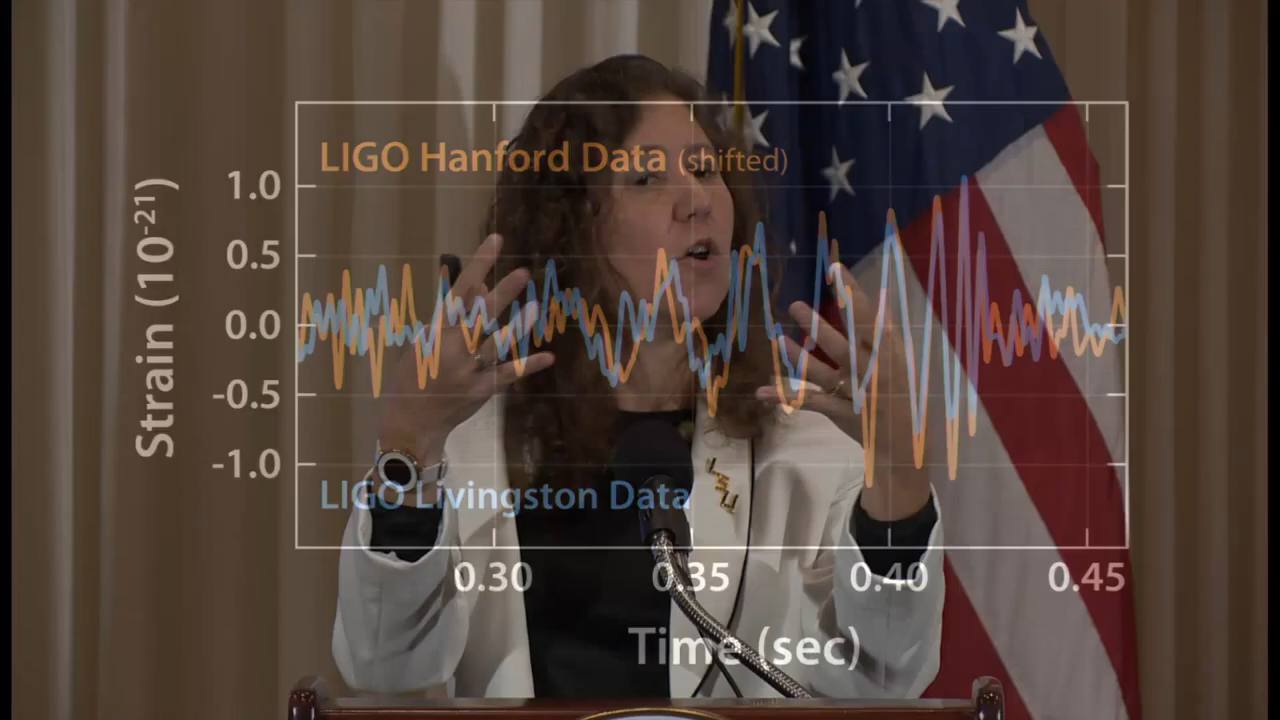 LIGO Hanford Data (shifted)
1.0
0.5
0.0
-0.5
-1.0
Strain (10⁻²¹)
LIGO Livingston Data
0.30 0.35 0.40 0.45
Time (sec)
LSU